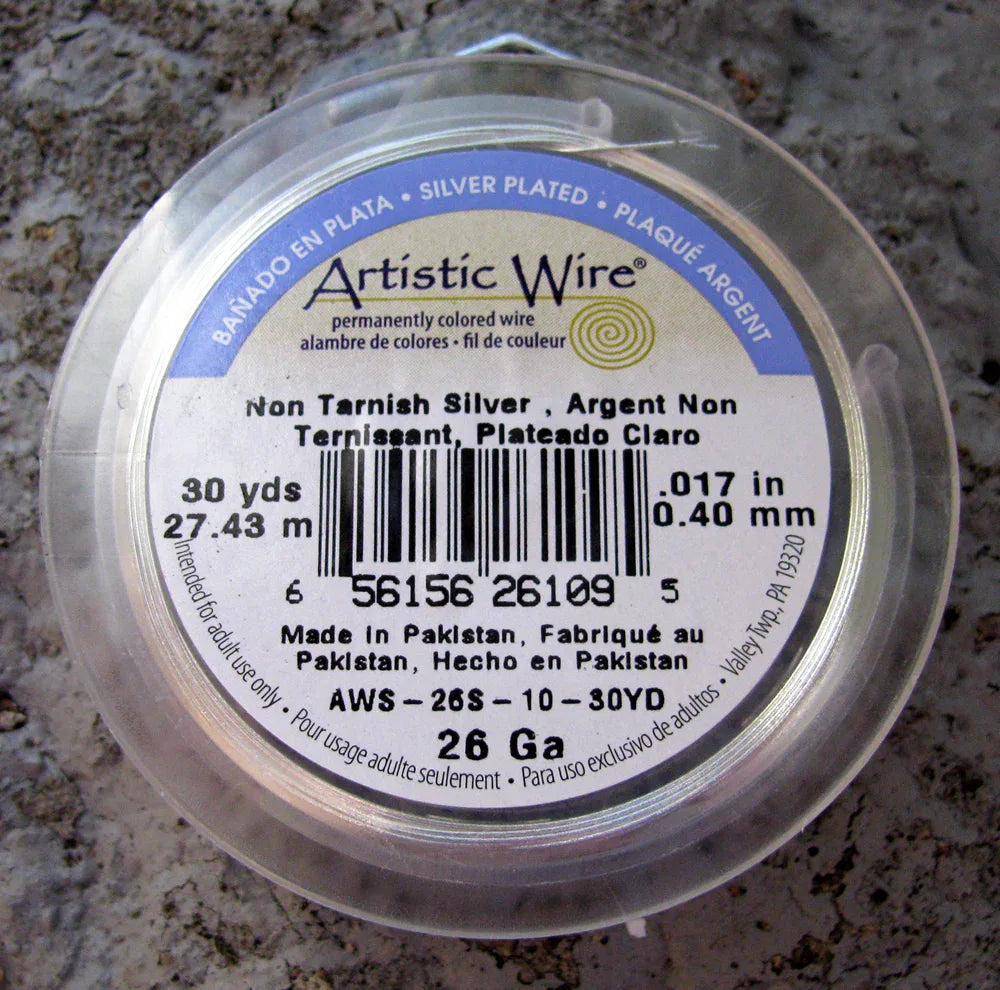 BAÑADO EN PLATA • SILVER PLATED • PLAQUÉ ARGENT
Artistic Wire®
permanently colored wire
alambre de colores • fil de couleur
Non Tarnish Silver , Argent Non
Ternissant, Plateado Claro
30 yds
27.43 m
.017 in
0.40 mm
6 56156 26109 5
Made in Pakistan, Fabriqué au
Pakistan, Hecho en Pakistan
AWS-26S-10-30YD
26 Ga
Intended for adult use only • Pour usage adulte seulement • Para uso exclusivo de adultos • Valley Twp., PA 19320